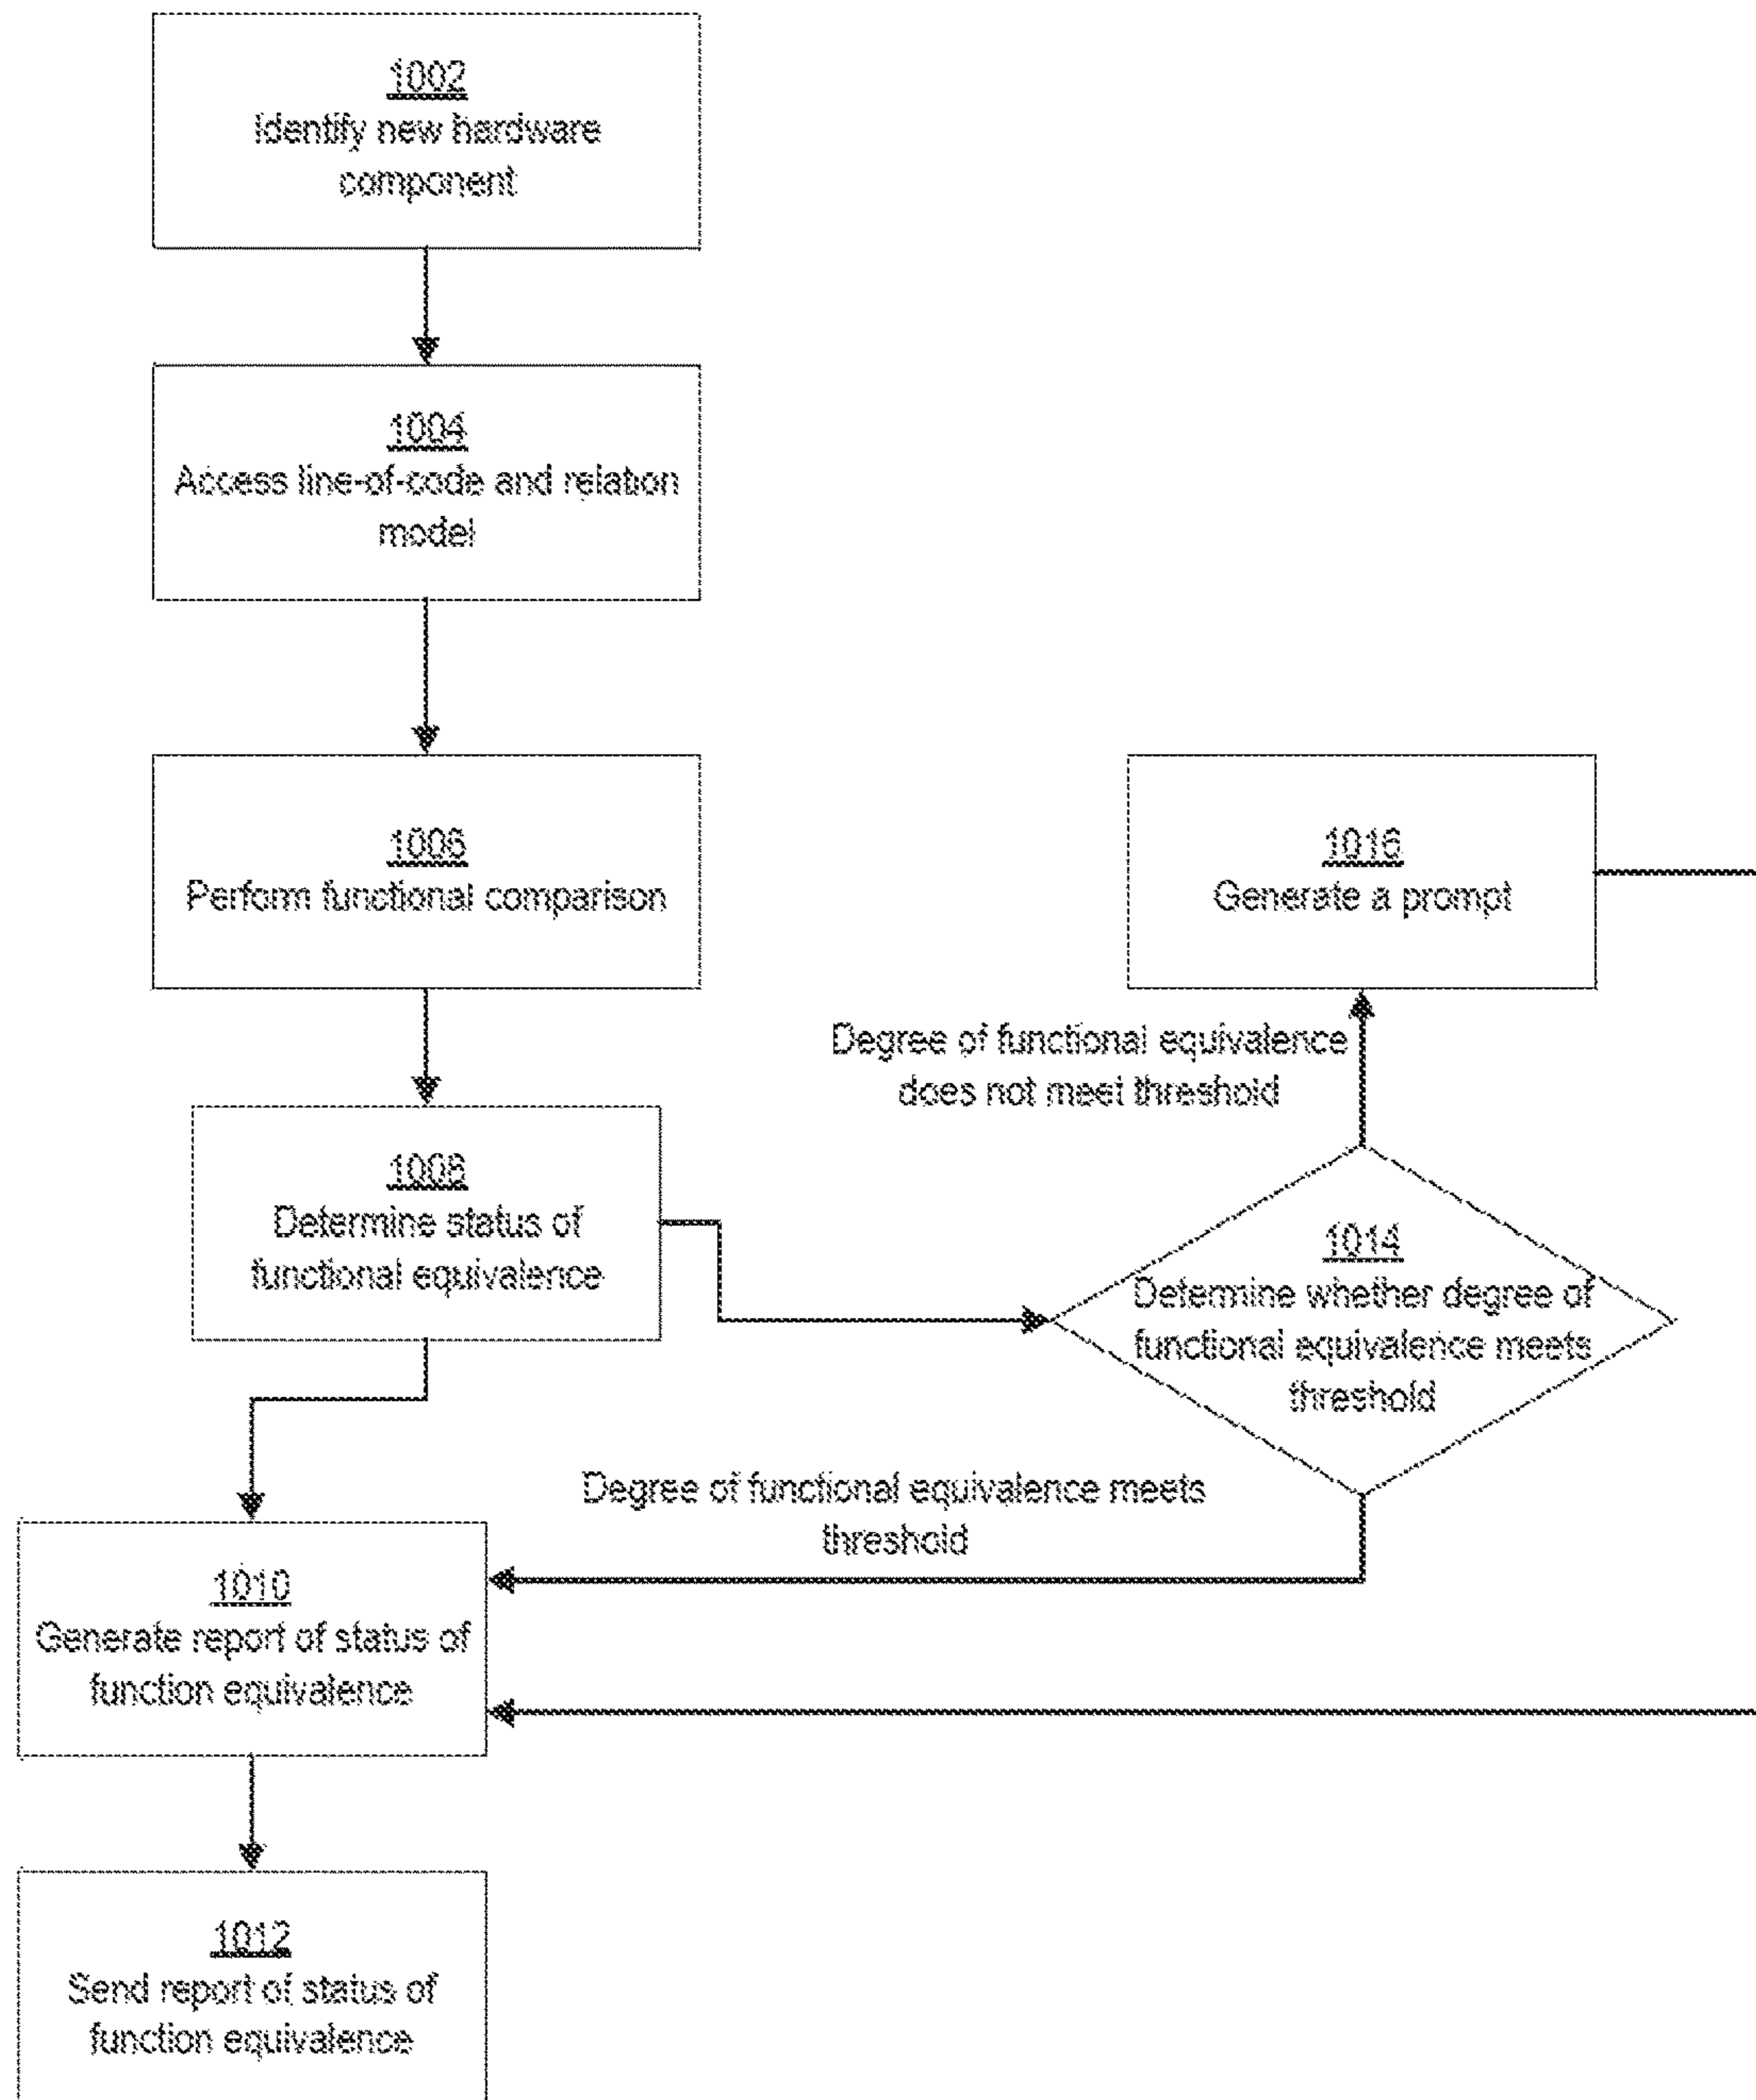 1002
Identify new hardware
component
1004
Access line-of-code and relation
model
1006
Perform functional comparison
1016
Generate a prompt
Degree of functional equivalence
does not meet threshold
1008
Determine status of
functional equivalence
1014
Determine whether degree of
functional equivalence meets
threshold
Degree of functional equivalence meets
threshold
1010
Generate report of status of
function equivalence
1012
Send report of status of
function equivalence